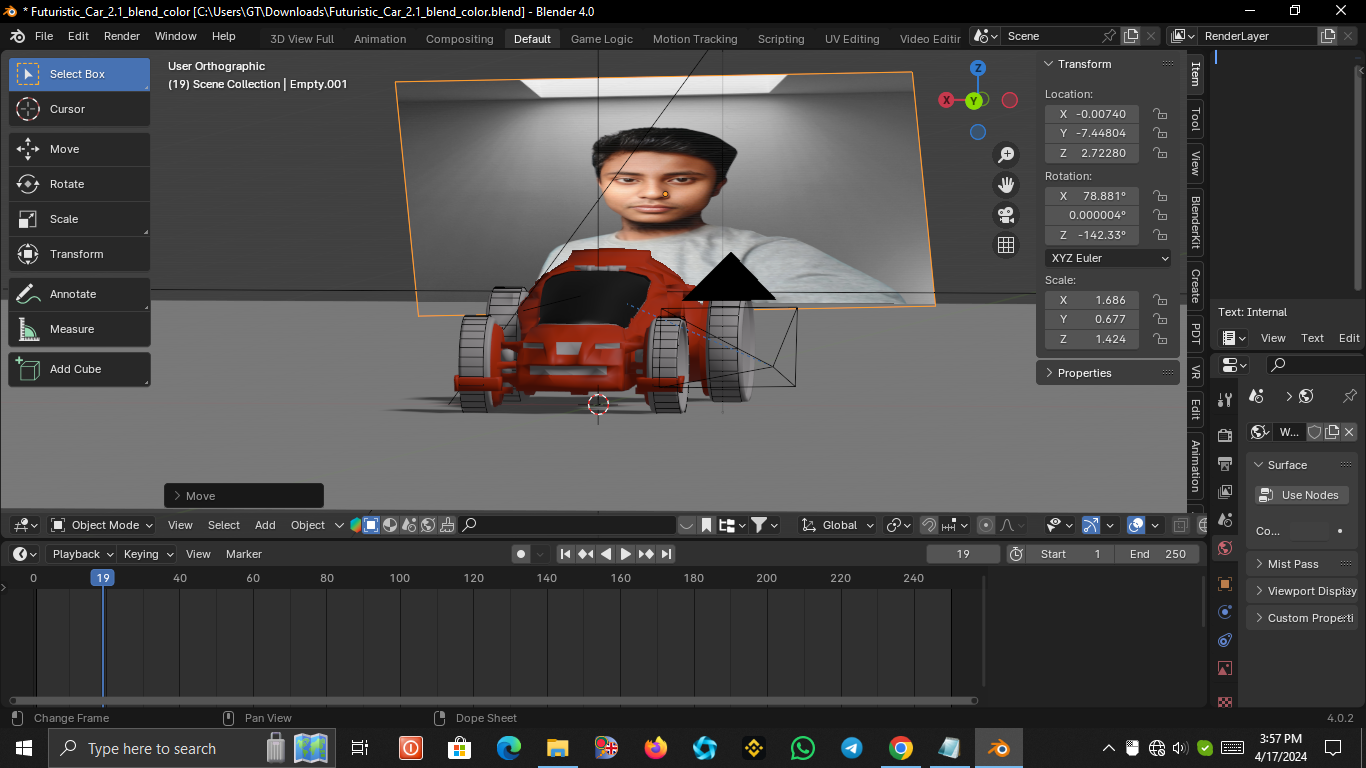 * Futuristic_Car_2.1_blend_color [C:\Users\GT\Downloads\Futuristic_Car_2.1_blend_color.blend] - Blender 4.0
File Edit Render Window Help
3D View Full Animation Compositing Default Game Logic Motion Tracking Scripting UV Editing Video Editin
Scene
RenderLayer
Select Box
Cursor
Move
Rotate
Scale
Transform
Annotate
Measure
Add Cube
User Orthographic
(19) Scene Collection | Empty.001
Z
X
Y
Transform
Location:
X -0.00740
Y -7.44804
Z 2.72280
Rotation:
X 78.881°
0.000004°
Z -142.33°
XYZ Euler
Scale:
X 1.686
Y 0.677
Z 1.424
Properties
Item
Tool
View
BlenderKit
Create
PDT
VR
Edit
Animation
Move
Object Mode View Select Add Object
Global
Text: Internal
View Text Edit
W...
Surface
Use Nodes
Co...
Mist Pass
Viewport Display
Custom Properti
Playback Keying View Marker
19
Start 1
End 250
0 19 40 60 80 100 120 140 160 180 200 220 240
Change Frame
Pan View
Dope Sheet
4.0.2
Type here to search
3:57 PM
4/17/2024